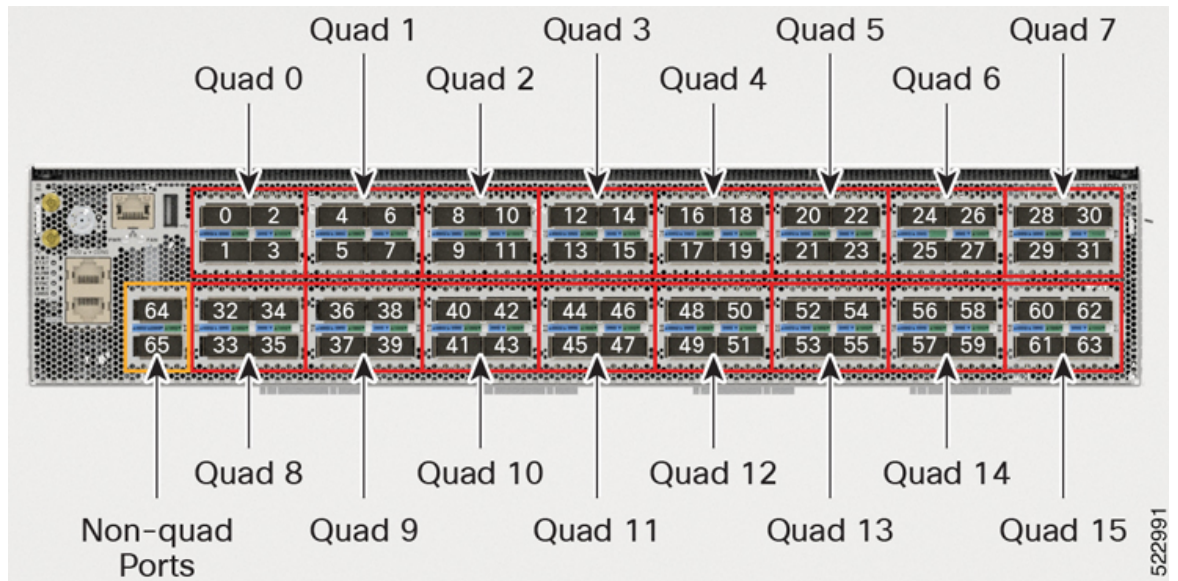 Quad 1 Quad 3 Quad 5 Quad 7
Quad 0 Quad 2 Quad 4 Quad 6
0 2 4 6 8 10 12 14 16 18 20 22 24 26 28 30
1 3 5 7 9 11 13 15 17 19 21 23 25 27 29 31
64 32 34 36 38 40 42 44 46 48 50 52 54 56 58 60 62
65 33 35 37 39 41 43 45 47 49 51 53 55 57 59 61 63
Quad 8 Quad 10 Quad 12 Quad 14
Non-quad Quad 9 Quad 11 Quad 13 Quad 15
Ports
522991